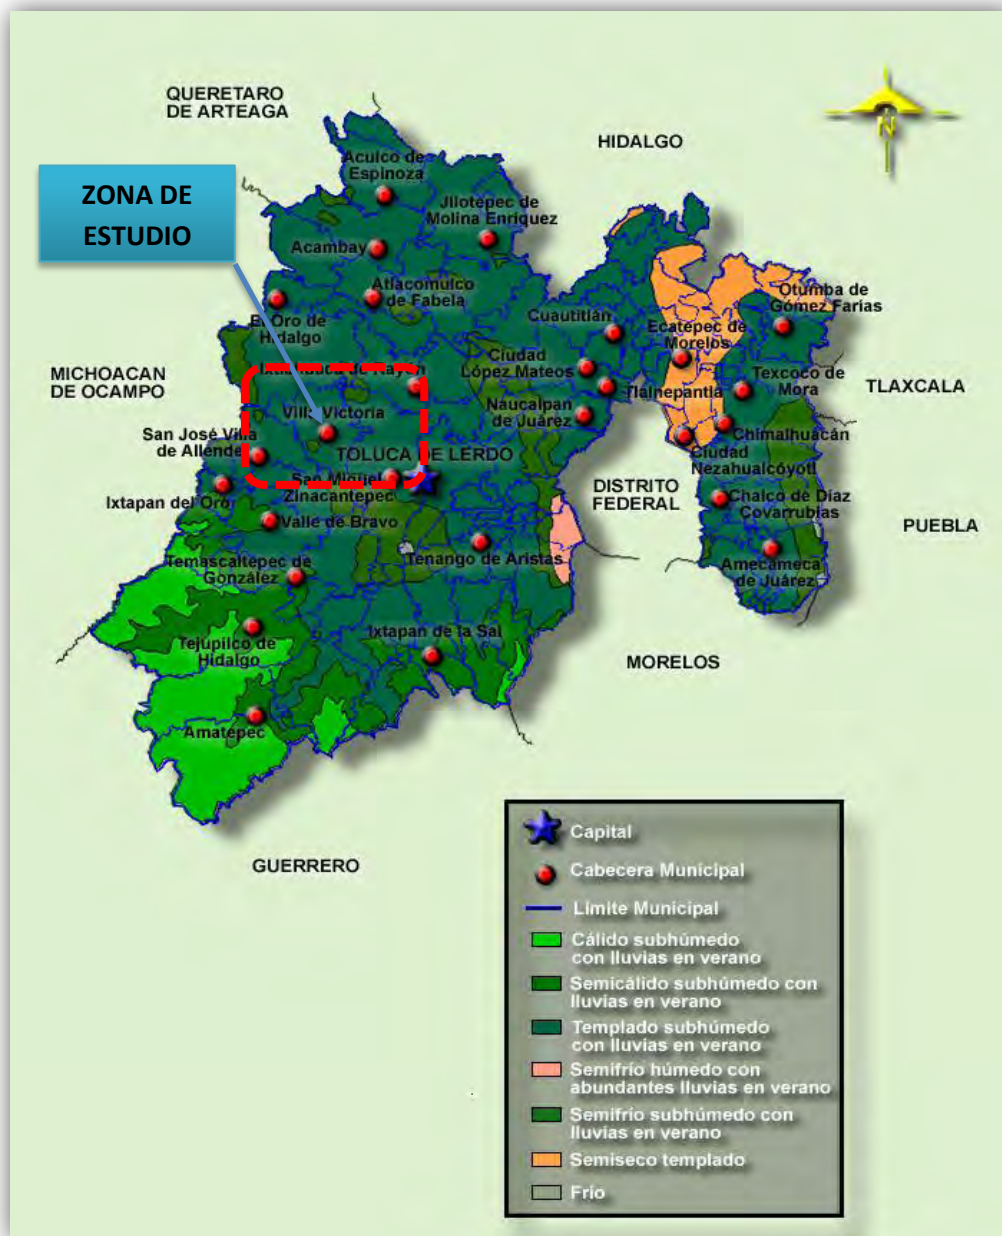 QUERETARO
DE ARTEAGA
HIDALGO
N
ZONA DE
ESTUDIO
Aculco de
Espinoza
Jilotepec de
Molina Enríquez
Acambay
Atlacomulco
de Fabela
El Oro de
Hidalgo
Otumba de
Gómez Farías
Cuautitlán
Ecatepec de
Morelos
Ciudad
López Mateos
Tlalnepantla
Texcoco de
Mora
TLAXCALA
MICHOACAN
DE OCAMPO
de Rayón
Naucalpan
de Juárez
Villa Victoria
Chimalhuacán
San José Villa
de Allende
TOLUCA DE LERDO
Ciudad
Nezahualcóyotl
San Miguel
Zinacantepec
Ixtapan del Oro
DISTRITO
FEDERAL
Chalco de Díaz
Covarrubias
PUEBLA
Valle de Bravo
Tenango de Aristas
Amecameca
de Juárez
Temascaltepec de
González
Tejupilco de
Hidalgo
Ixtapan de la Sal
MORELOS
Amatepec
GUERRERO
Capital
Cabecera Municipal
Límite Municipal
Cálido subhúmedo
con lluvias en verano
Semicálido subhúmedo con
lluvias en verano
Templado subhúmedo
con lluvias en verano
Semifrío húmedo con
abundantes lluvias en verano
Semifrío subhúmedo con
lluvias en verano
Semiseco templado
Frío